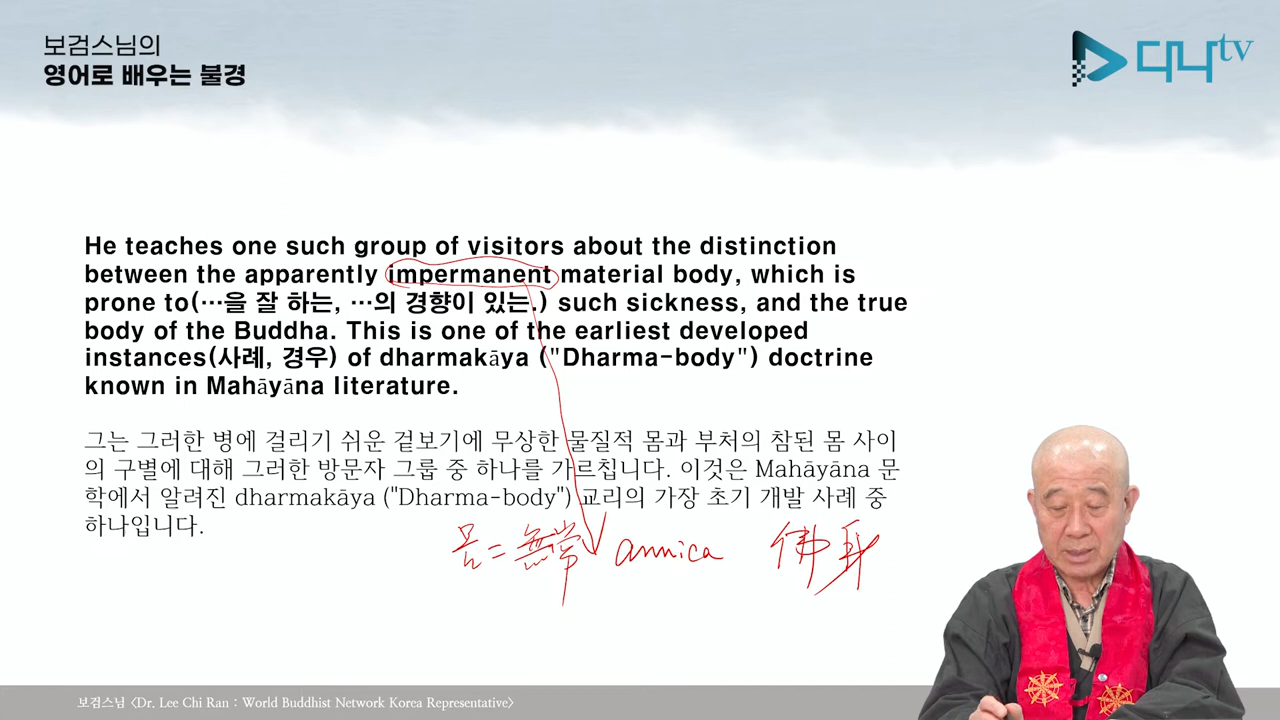 보검스님의
영어로 배우는 불경
다나tv
He teaches one such group of visitors about the distinction
between the apparently impermanent material body, which is
prone to(…을 잘 하는, …의 경향이 있는.) such sickness, and the true
body of the Buddha. This is one of the earliest developed
instances(사례, 경우) of dharmakāya ("Dharma-body") doctrine
known in Mahāyāna literature.
그는 그러한 병에 걸리기 쉬운 겉보기에 무상한 물질적 몸과 부처의 참된 몸 사이
의 구별에 대해 그러한 방문자 그룹 중 하나를 가르칩니다. 이것은 Mahāyāna 문
학에서 알려진 dharmakāya ("Dharma-body") 교리의 가장 초기 개발 사례 중
하나입니다.
몸 = 無常 annica 佛身
보검스님 <Dr. Lee Chi Ran : World Buddhist Network Korea Representative>